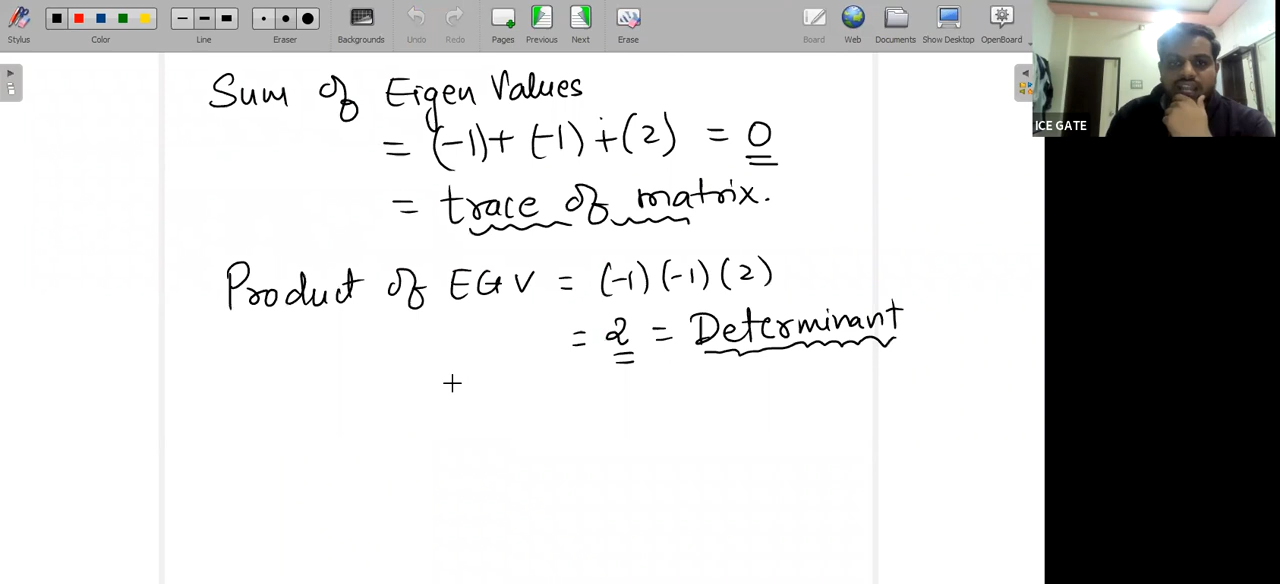 Stylus Color Line Eraser Backgrounds Undo Redo Pages Previous Next Erase Board Web Documents Show Desktop OpenBoard
ICE GATE
Sum of Eigen Values
= (-1)+ (-1) +(2) = 0
= trace of matrix.
Product of EGV = (-1)(-1)(2)
= 2 = Determinant